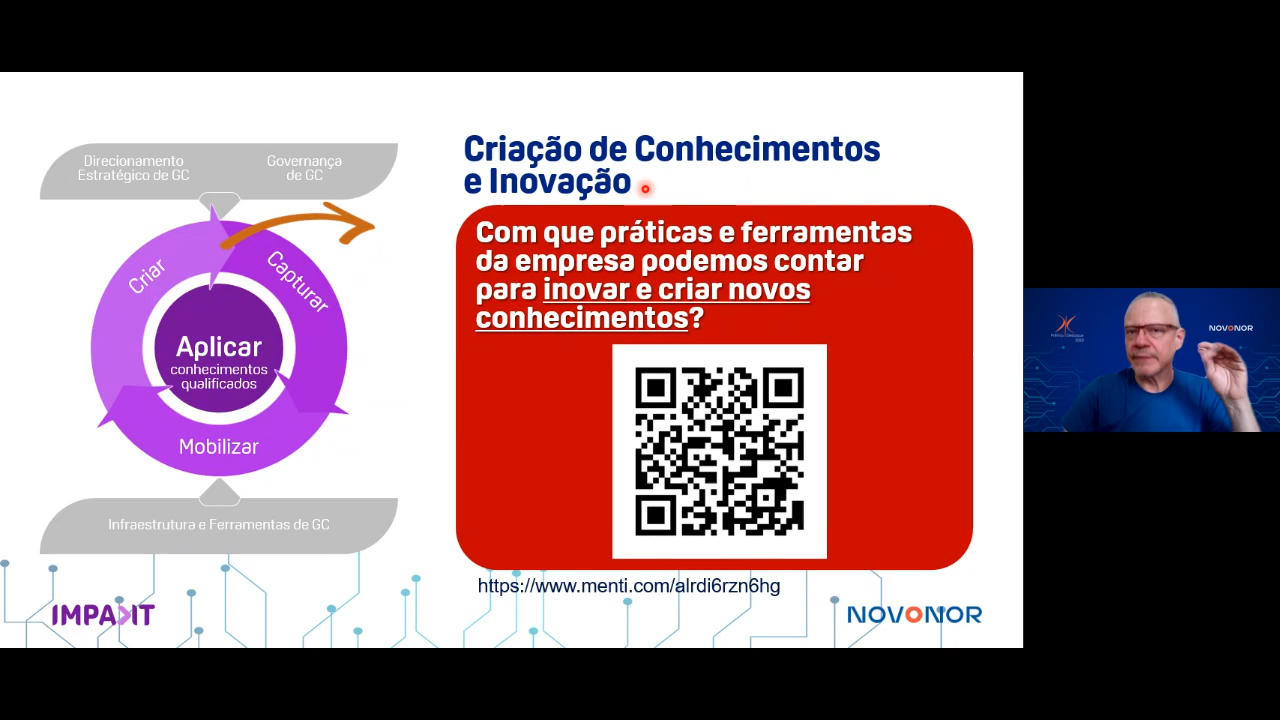 Direcionamento
Estratégico de GC
Governança
de GC
Criar
Capturar
Aplicar
conhecimentos
qualificados
Mobilizar
Infraestrutura e Ferramentas de GC
IMPAKIT
Criação de Conhecimentos
e Inovação
Com que práticas e ferramentas
da empresa podemos contar
para inovar e criar novos
conhecimentos?
https://www.menti.com/alrdi6rzn6hg
NOVONOR
NOVONOR